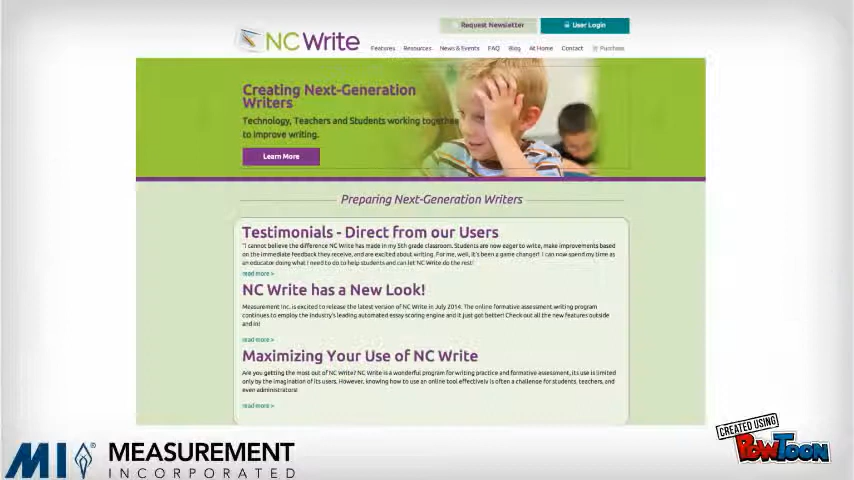 Request Newsletter
User Login
NC Write
Features Resources News & Events FAQ Blog At Home Contact Purchase
Creating Next-Generation
Writers
Technology, Teachers and Students working together
to improve writing.
Learn More
Preparing Next-Generation Writers
Testimonials - Direct from our Users
"I cannot believe the difference NC Write has made in my 5th grade classroom. Students are now eager to write, make improvements based
on the immediate feedback they receive, and are excited about writing. For me, well, it's been a game changer! I can now spend my time as
an educator doing what I need to do to help students and can let NC Write do the rest!
read more >
NC Write has a New Look!
Measurement Inc. is excited to release the latest version of NC Write in July 2014. The online formative assessment writing program
continues to employ the industry's leading automated essay scoring engine and it just got better! Check out all the new features outside
and in!
read more >
Maximizing Your Use of NC Write
Are you getting the most out of NC Write? NC Write is a wonderful program for writing practice and formative assessment, its use is limited
only by the imagination of its users. However, knowing how to use an online tool effectively is often a challenge for students, teachers, and
even administrators!
read more >
CREATED USING
POWTOON
MI® MEASUREMENT
INCORPORATED